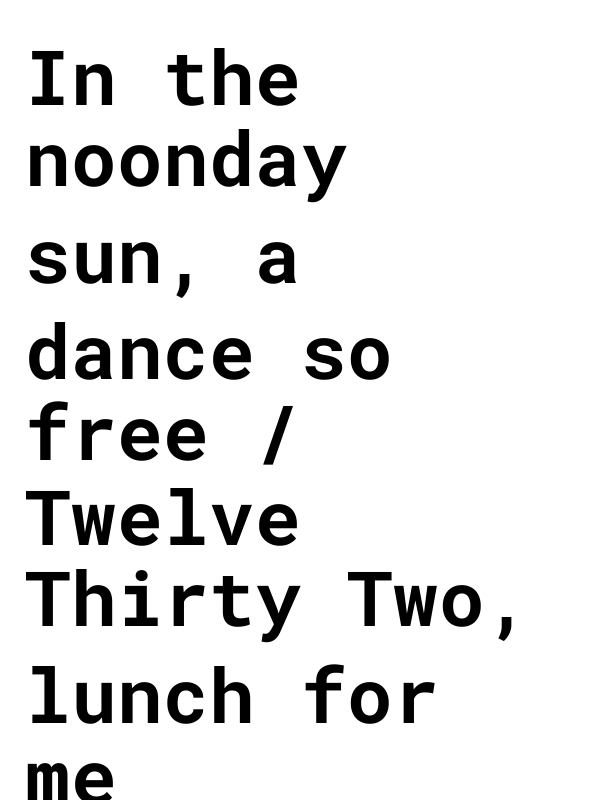 In the
noonday
sun, a
dance so
free /
Twelve
Thirty Two,
lunch for
me